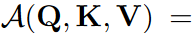 𝒜(𝐐, 𝐊, 𝐕) =